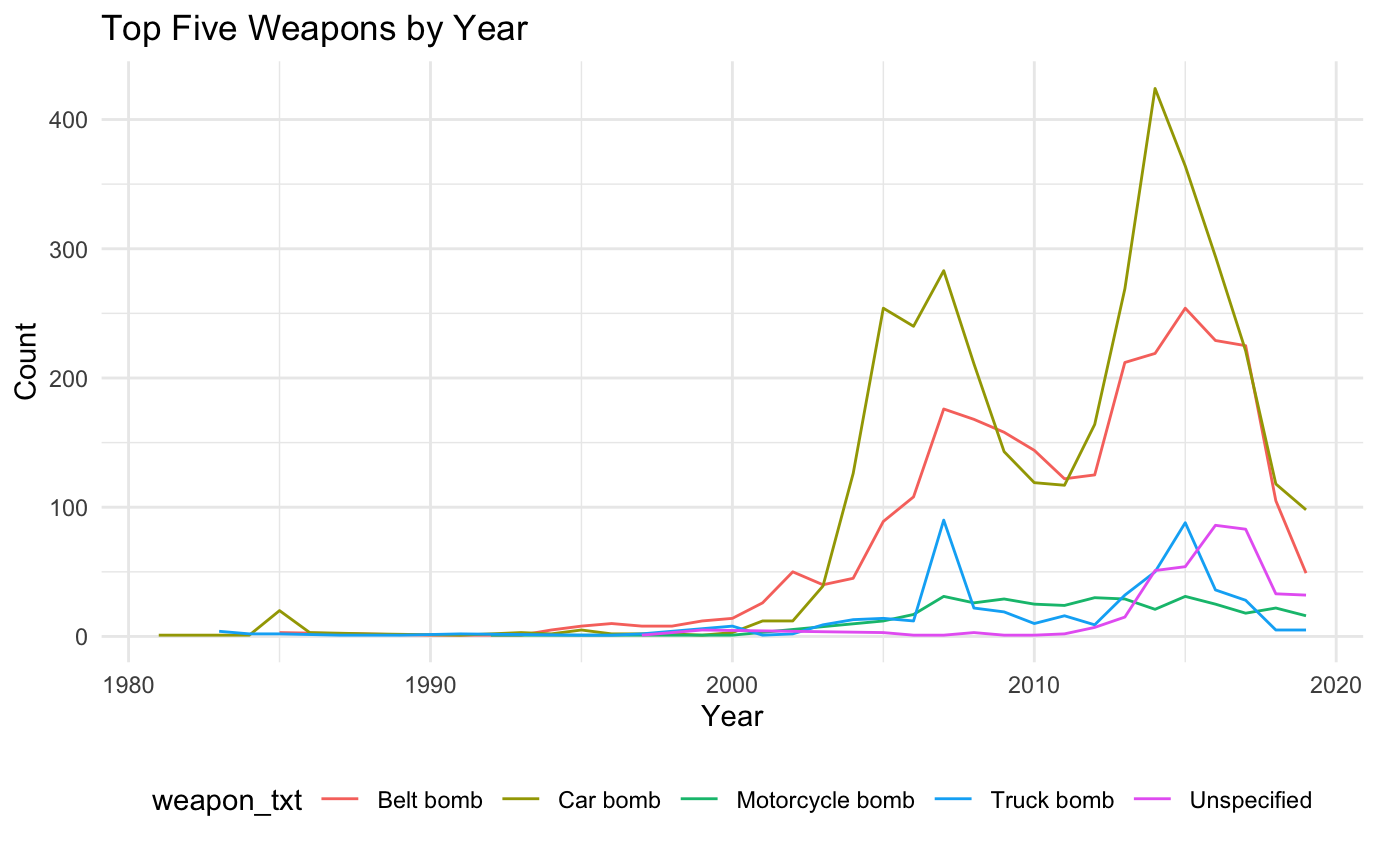 Top Five Weapons by Year
Count
400
300
200
100
0
1980 1990 2000 2010 2020
Year
weapon_txt Belt bomb Car bomb Motorcycle bomb Truck bomb Unspecified